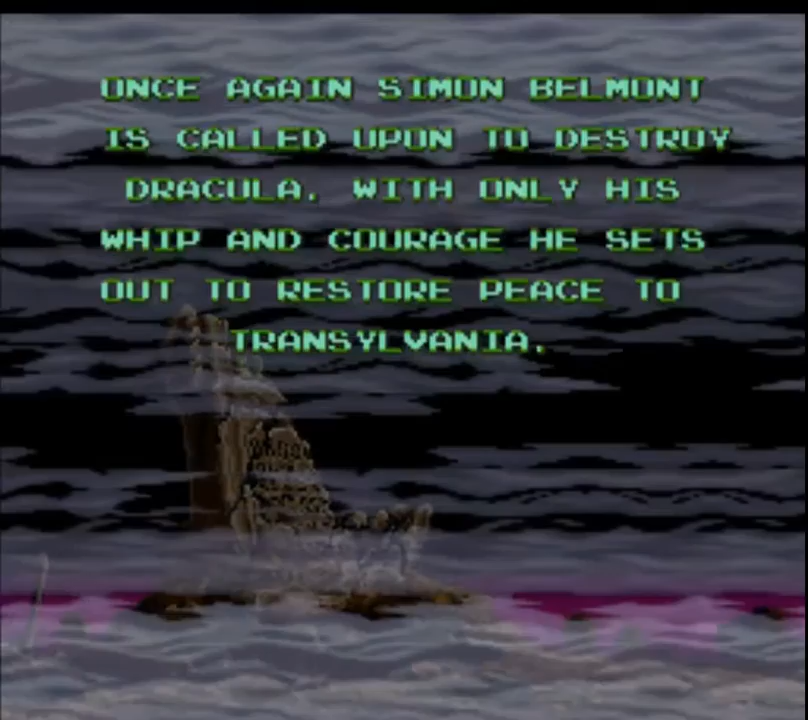 ONCE AGAIN SIMON BELMONT
IS CALLED UPON TO DESTROY
DRACULA. WITH ONLY HIS
WHIP AND COURAGE HE SETS
OUT TO RESTORE PEACE TO
TRANSYLVANIA.